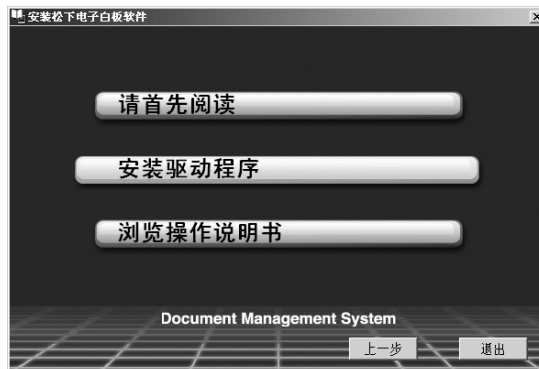 安装松下电子白板软件
请首先阅读
安装驱动程序
浏览操作说明书
Document Management System
上一步
退出